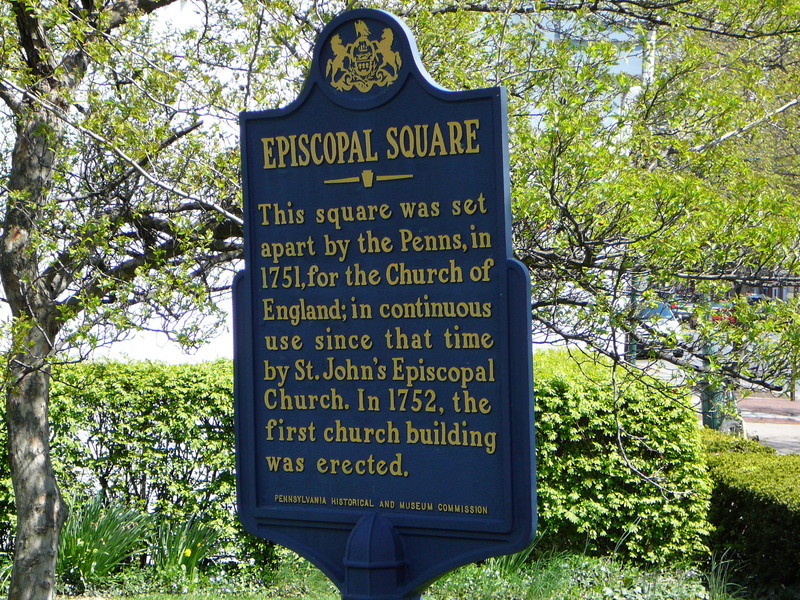 EPISCOPAL SQUARE
This square was set
apart by the Penns, in
1751, for the Church of
England; in continuous
use since that time
by St. John's Episcopal
Church. In 1752, the
first church building
was erected.
PENNSYLVANIA HISTORICAL AND MUSEUM COMMISSION